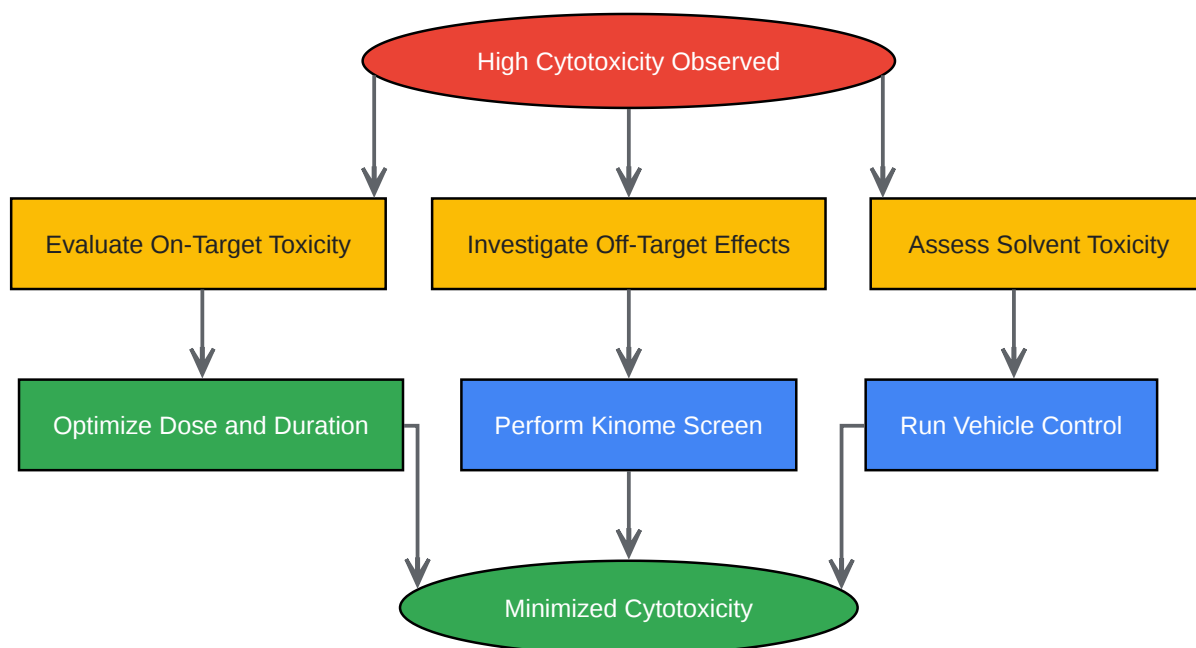 High Cytotoxicity Observed
Evaluate On-Target Toxicity
Investigate Off-Target Effects
Assess Solvent Toxicity
Optimize Dose and Duration
Perform Kinome Screen
Run Vehicle Control
Minimized Cytotoxicity